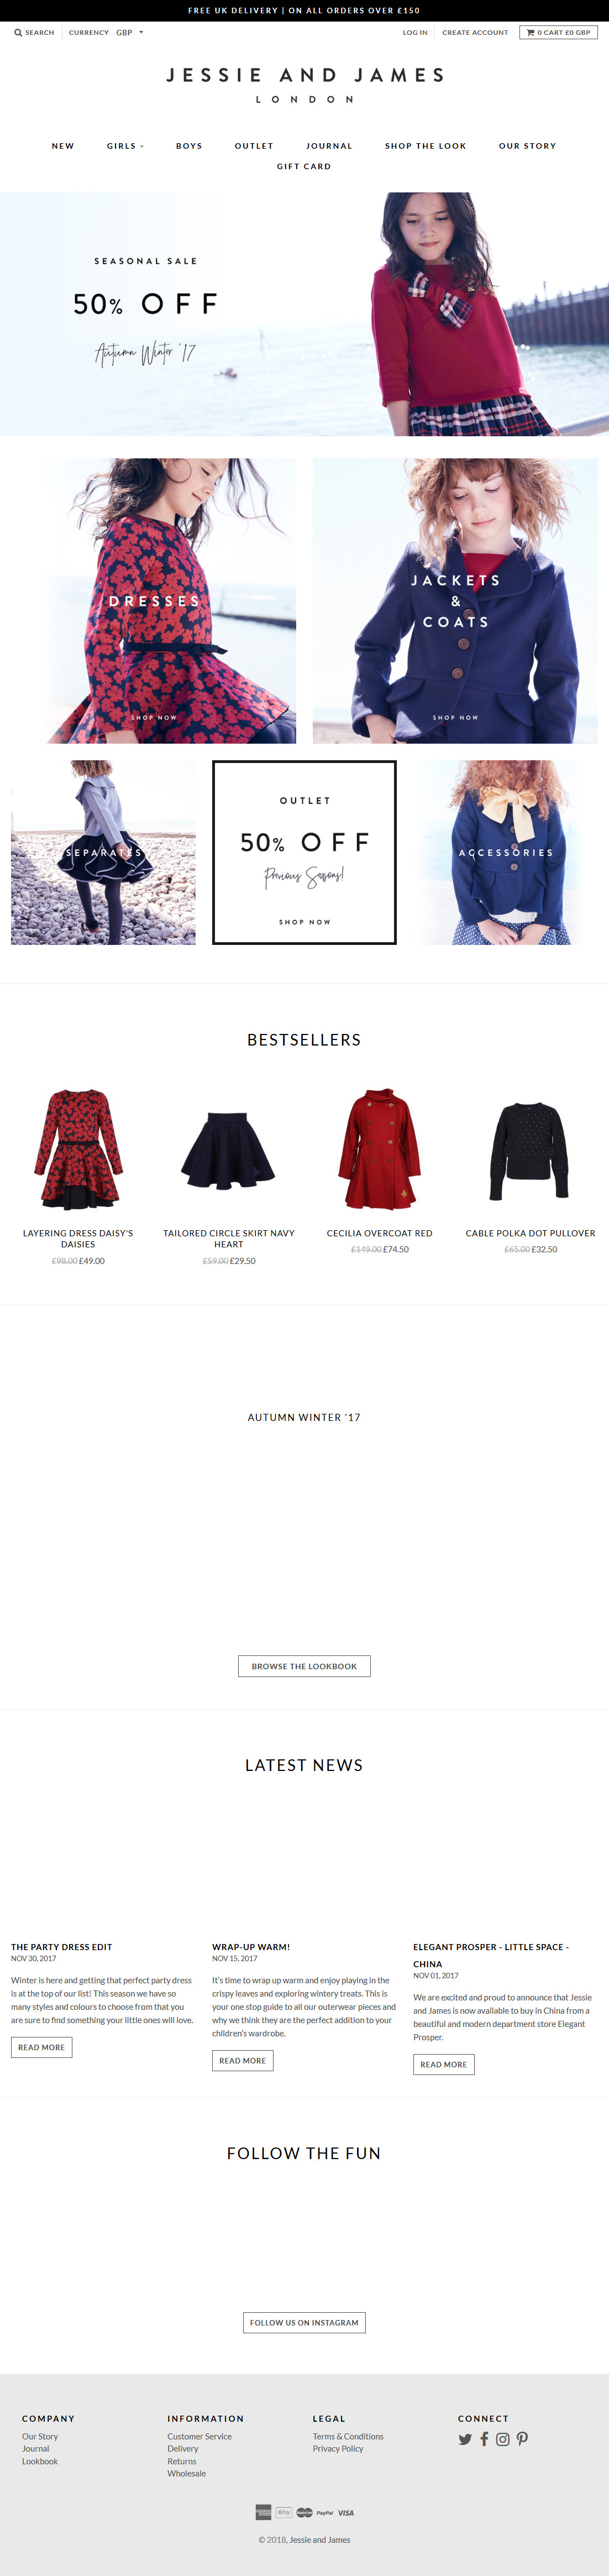 FREE UK DELIVERY | ON ALL ORDERS OVER £150
SEARCH
CURRENCY GBP
LOG IN
CREATE ACCOUNT
0 CART £0 GBP
JESSIE AND JAMES
LONDON
NEW
GIRLS
BOYS
OUTLET
JOURNAL
SHOP THE LOOK
OUR STORY
GIFT CARD
SEASONAL SALE
50% OFF
Autumn Winter '17
DRESSES
SHOP NOW
JACKETS
&
COATS
SHOP NOW
SEPARATES
OUTLET
50% OFF
Previous Seasons!
SHOP NOW
ACCESSORIES
BESTSELLERS
LAYERING DRESS DAISY'S
DAISIES
£98.00 £49.00
TAILORED CIRCLE SKIRT NAVY
HEART
£59.00 £29.50
CECILIA OVERCOAT RED
£149.00 £74.50
CABLE POLKA DOT PULLOVER
£65.00 £32.50
AUTUMN WINTER '17
BROWSE THE LOOKBOOK
LATEST NEWS
THE PARTY DRESS EDIT
NOV 30, 2017
Winter is here and getting that perfect party dress
is at the top of our list! This season we have so
many styles and colours to choose from that you
are sure to find something your little ones will love.
READ MORE
WRAP-UP WARM!
NOV 15, 2017
It's time to wrap up warm and enjoy playing in the
crispy leaves and exploring wintery treats. This is
your one stop guide to all our outerwear pieces and
why we think they are the perfect addition to your
children's wardrobe.
READ MORE
ELEGANT PROSPER - LITTLE SPACE -
CHINA
NOV 01, 2017
We are excited and proud to announce that Jessie
and James is now available to buy in China from a
beautiful and modern department store Elegant
Prosper.
READ MORE
FOLLOW THE FUN
FOLLOW US ON INSTAGRAM
COMPANY
Our Story
Journal
Lookbook
INFORMATION
Customer Service
Delivery
Returns
Wholesale
LEGAL
Terms & Conditions
Privacy Policy
CONNECT
PayPal
VISA
© 2018, Jessie and James